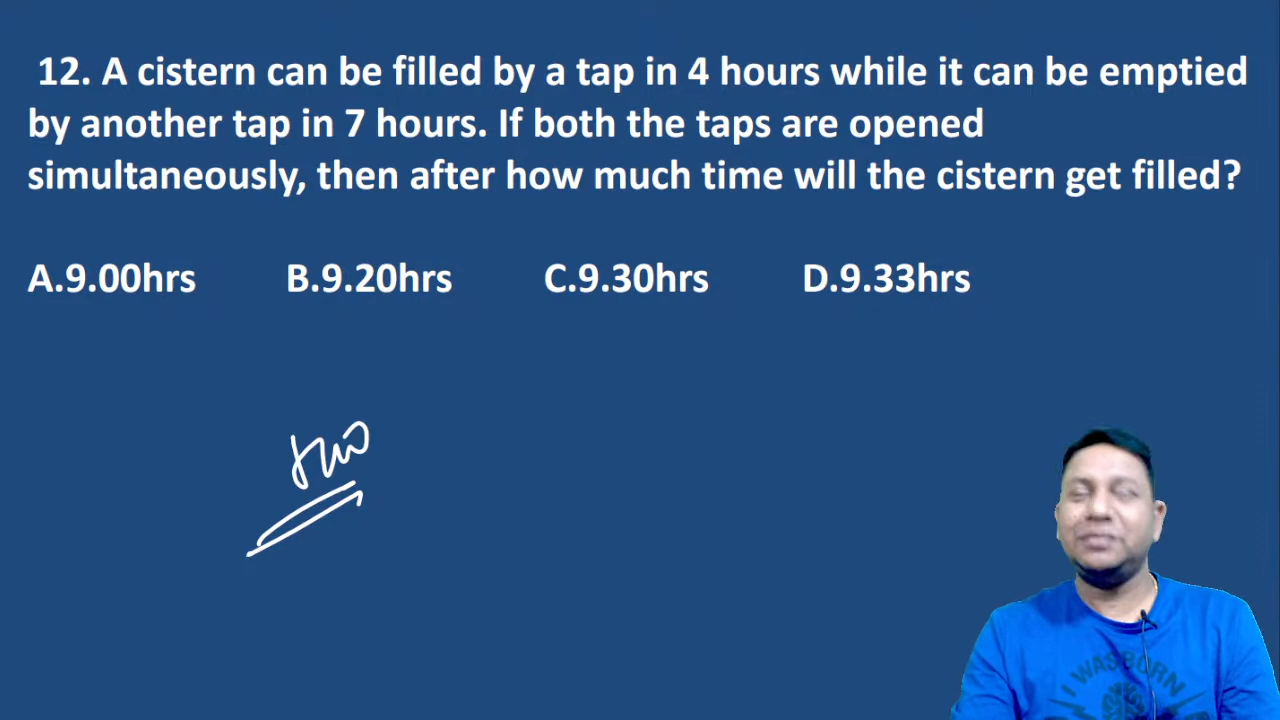 12. A cistern can be filled by a tap in 4 hours while it can be emptied
by another tap in 7 hours. If both the taps are opened
simultaneously, then after how much time will the cistern get filled?
A.9.00hrs B.9.20hrs C.9.30hrs D.9.33hrs
I WAS BORN